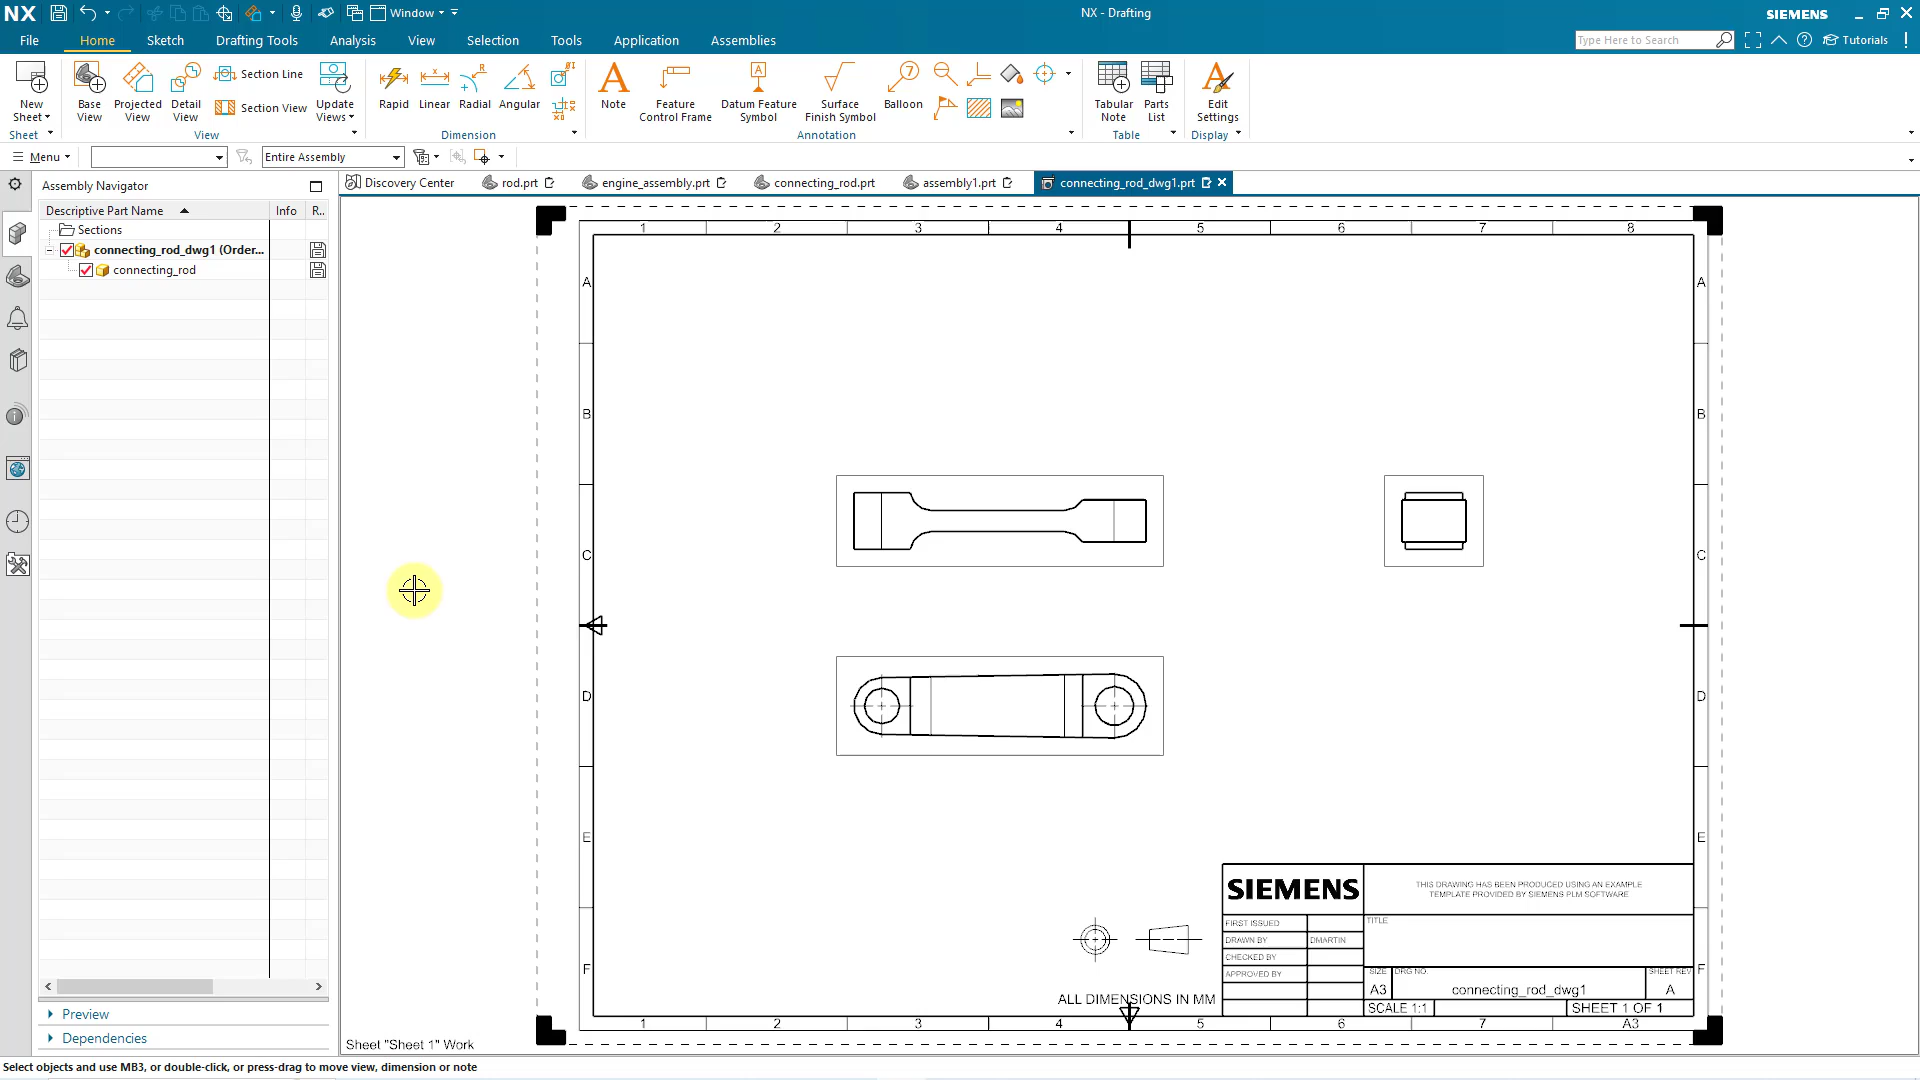 NX
Window
NX - Drafting
SIEMENS
File
Home
Sketch
Drafting Tools
Analysis
View
Selection
Tools
Application
Assemblies
Type Here to Search
Tutorials
New
Sheet
Base
View
Projected
View
Detail
View
Section Line
Section View
Update
Views
Rapid
Linear
Radial
Angular
Note
Feature
Control Frame
Datum Feature
Symbol
Surface
Finish Symbol
Balloon
Tabular
Note
Parts
List
Edit
Settings
Sheet
View
Dimension
Annotation
Table
Display
Menu
Entire Assembly
Assembly Navigator
Descriptive Part Name
Info
R..
Sections
connecting_rod_dwg1 (Order...
connecting_rod
Preview
Dependencies
Discovery Center
rod.prt
engine_assembly.prt
connecting_rod.prt
assembly1.prt
connecting_rod_dwg1.prt
1 2 3 4 5 6 7 8
A A
B B
C C
D D
E E
F F
SIEMENS
THIS DRAWING HAS BEEN PRODUCED USING AN EXAMPLE
TEMPLATE PROVIDED BY SIEMENS PLM SOFTWARE
FIRST ISSUED
TITLE
DRAWN BY DMARTIN
CHECKED BY
APPROVED BY
SIZE DRG NO. SHEET REV
A3 connecting_rod_dwg1 A
SCALE 1:1 SHEET 1 OF 1
ALL DIMENSIONS IN MM
1 2 3 4 5 6 7 A3
Sheet "Sheet 1" Work
Select objects and use MB3, or double-click, or press-drag to move view, dimension or note